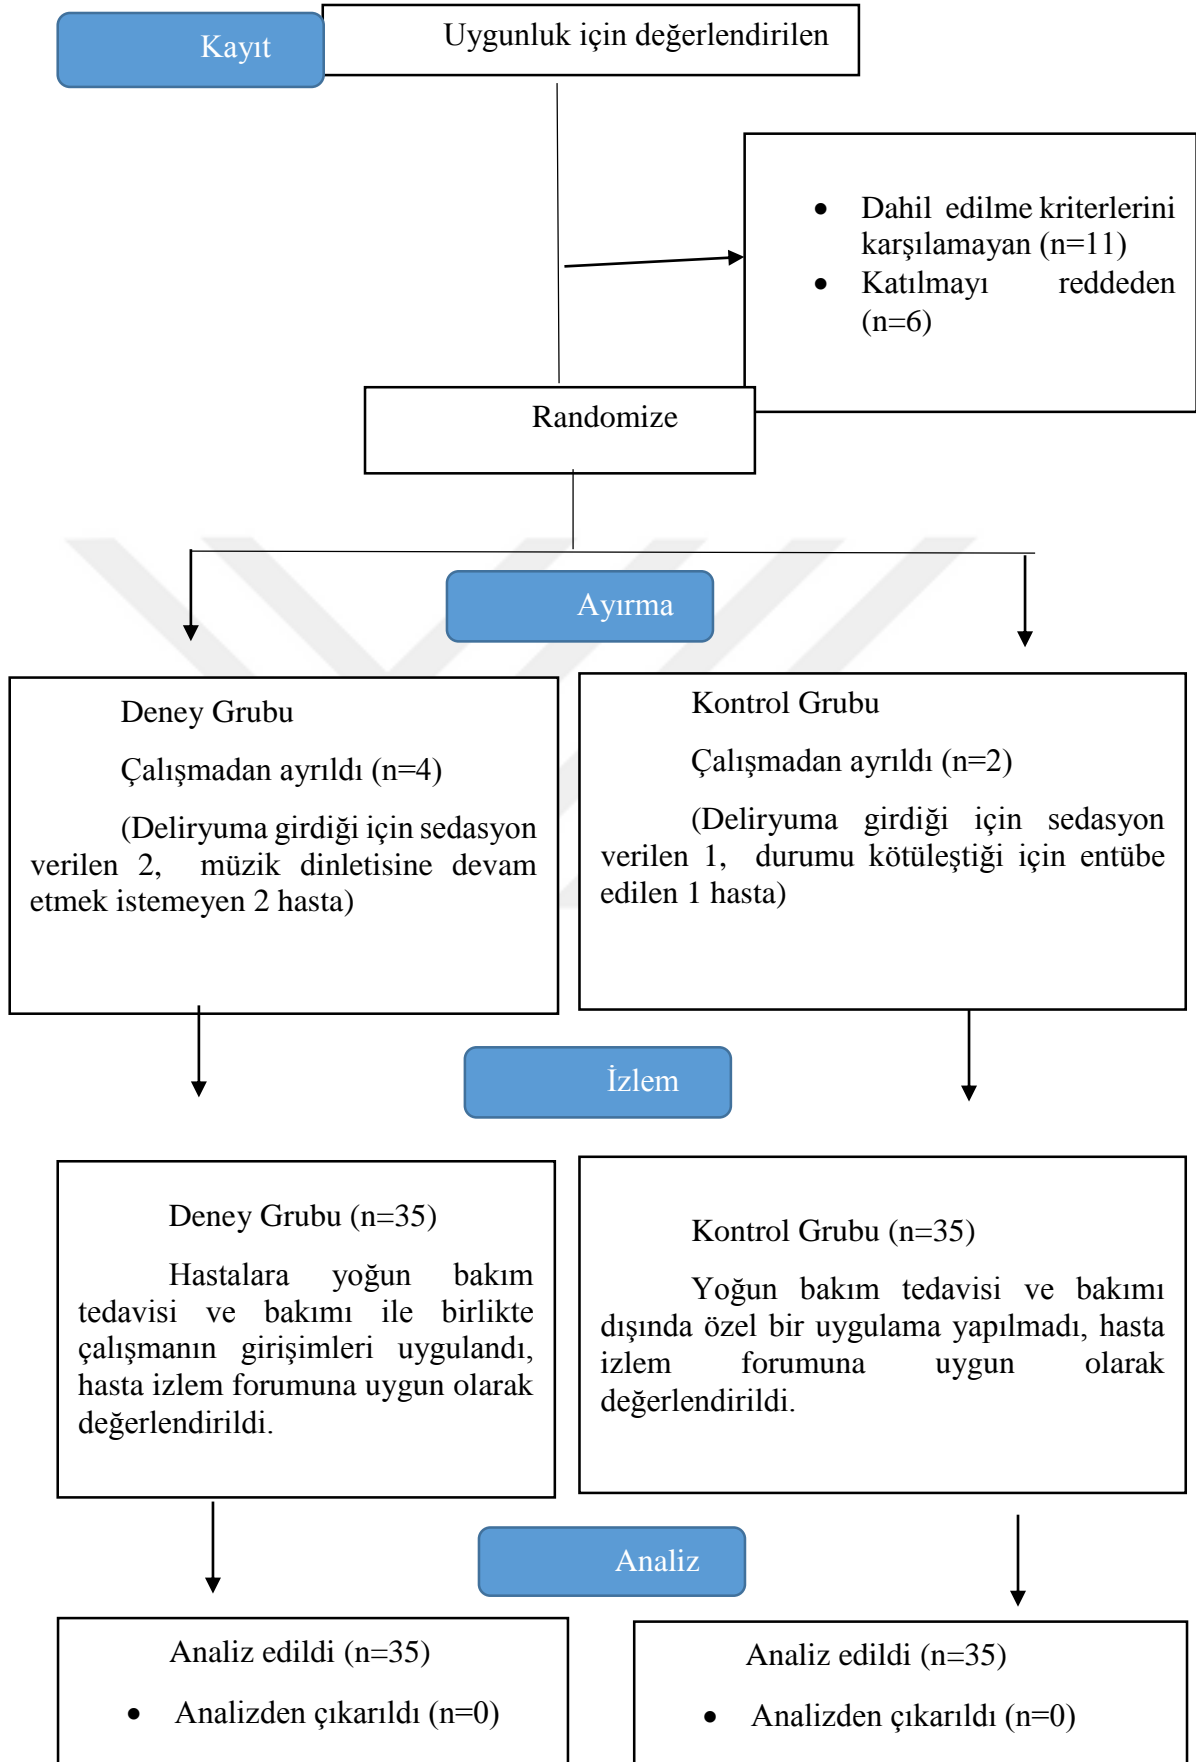 Kayıt
Uygunluk için değerlendirilen
• Dahil edilme kriterlerini
karşılamayan (n=11)
• Katılmayı reddeden
(n=6)
Randomize
Ayırma
Deney Grubu
Çalışmadan ayrıldı (n=4)
(Deliryuma girdiği için sedasyon
verilen 2, müzik dinletisine devam
etmek istemeyen 2 hasta)
Kontrol Grubu
Çalışmadan ayrıldı (n=2)
(Deliryuma girdiği için sedasyon
verilen 1, durumu kötüleştiği için entübe
edilen 1 hasta)
İzlem
Deney Grubu (n=35)
Hastalara yoğun bakım
tedavisi ve bakımı ile birlikte
çalışmanın girişimleri uygulandı,
hasta izlem forumuna uygun olarak
değerlendirildi.
Kontrol Grubu (n=35)
Yoğun bakım tedavisi ve bakımı
dışında özel bir uygulama yapılmadı, hasta
izlem forumuna uygun olarak
değerlendirildi.
Analiz
Analiz edildi (n=35)
• Analizden çıkarıldı (n=0)
Analiz edildi (n=35)
• Analizden çıkarıldı (n=0)